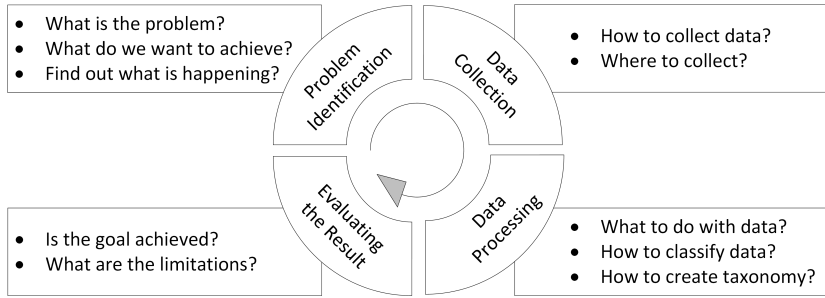 • What is the problem?
• What do we want to achieve?
• Find out what is happening?
Problem
Identification
Data
Collection
• How to collect data?
• Where to collect?
Evaluating
the Result
• Is the goal achieved?
• What are the limitations?
Data
Processing
• What to do with data?
• How to classify data?
• How to create taxonomy?